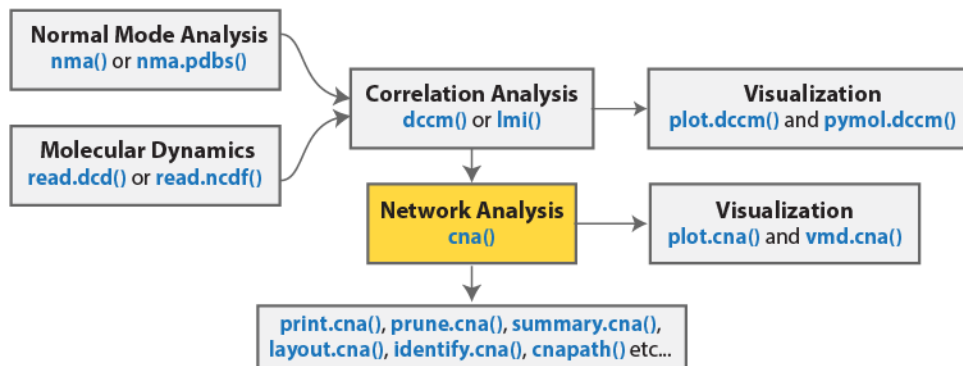 Normal Mode Analysis
nma() or nma.pdbs()
Molecular Dynamics
read.dcd() or read.ncdf()
Correlation Analysis
dccm() or lmi()
Visualization
plot.dccm() and pymol.dccm()
Network Analysis
cna()
Visualization
plot.cna() and vmd.cna()
print.cna(), prune.cna(), summary.cna(),
layout.cna(), identify.cna(), cnapath() etc...